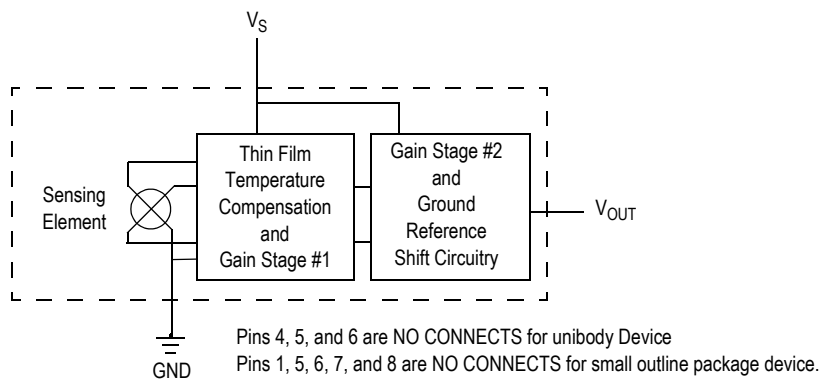 V_S
Sensing
Element
Thin Film
Temperature
Compensation
and
Gain Stage #1
Gain Stage #2
and
Ground
Reference
Shift Circuitry
V_OUT
GND
Pins 4, 5, and 6 are NO CONNECTS for unibody Device
Pins 1, 5, 6, 7, and 8 are NO CONNECTS for small outline package device.